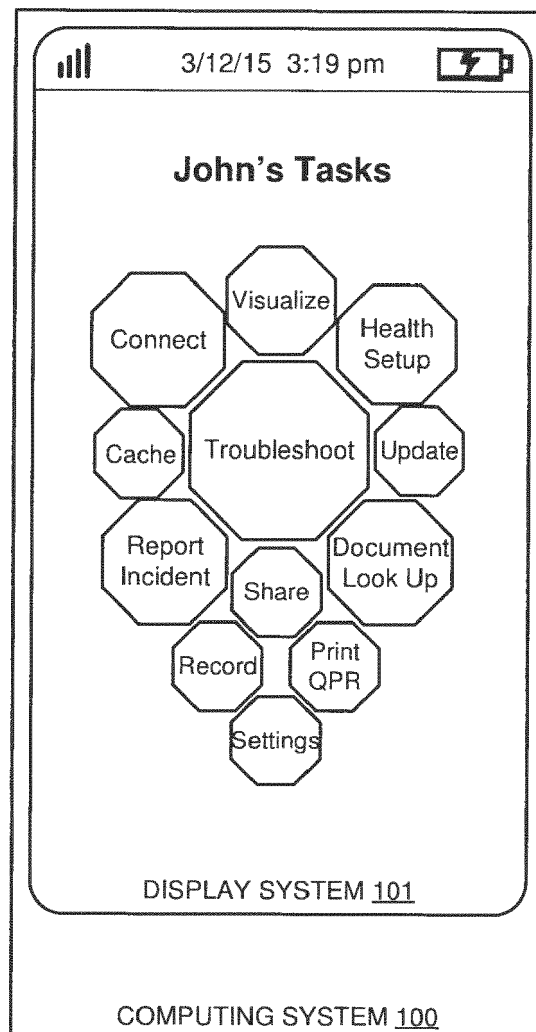 3/12/15 3:19 pm
John's Tasks
Visualize
Connect
Health
Setup
Cache
Troubleshoot
Update
Report
Incident
Document
Look Up
Share
Record
Print
QPR
Settings
DISPLAY SYSTEM 101
COMPUTING SYSTEM 100